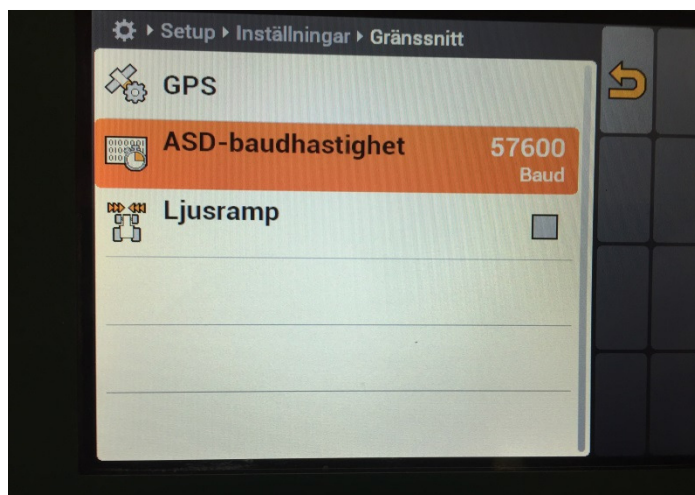 Setup Inställningar Gränssnitt
GPS
ASD-baudhastighet 57600
Baud
Ljusramp